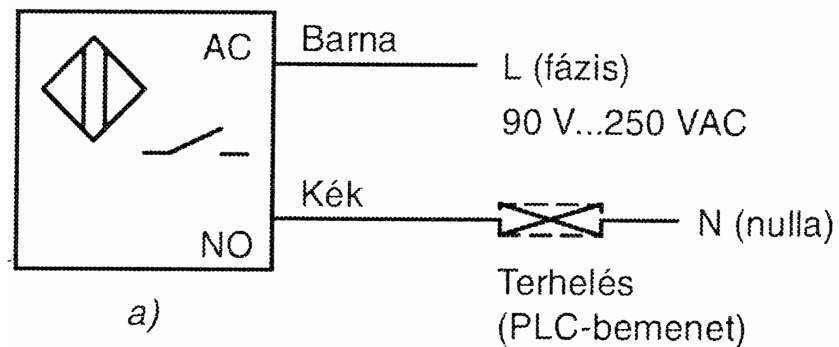 AC
Barna
L (fázis)
90 V...250 VAC
Kék
NO
N (nulla)
Terhelés
(PLC-bemenet)
a)